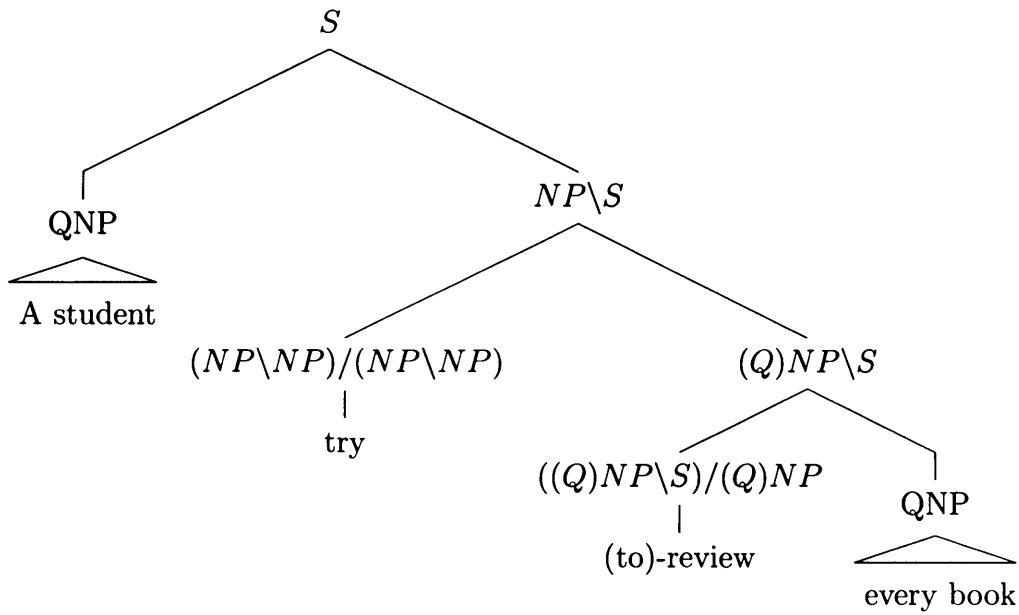 S
NP\S
QNP
A student
(NP\NP)/(NP\NP)
(Q)NP\S
try
((Q)NP\S)/(Q)NP
QNP
(to)-review
every book